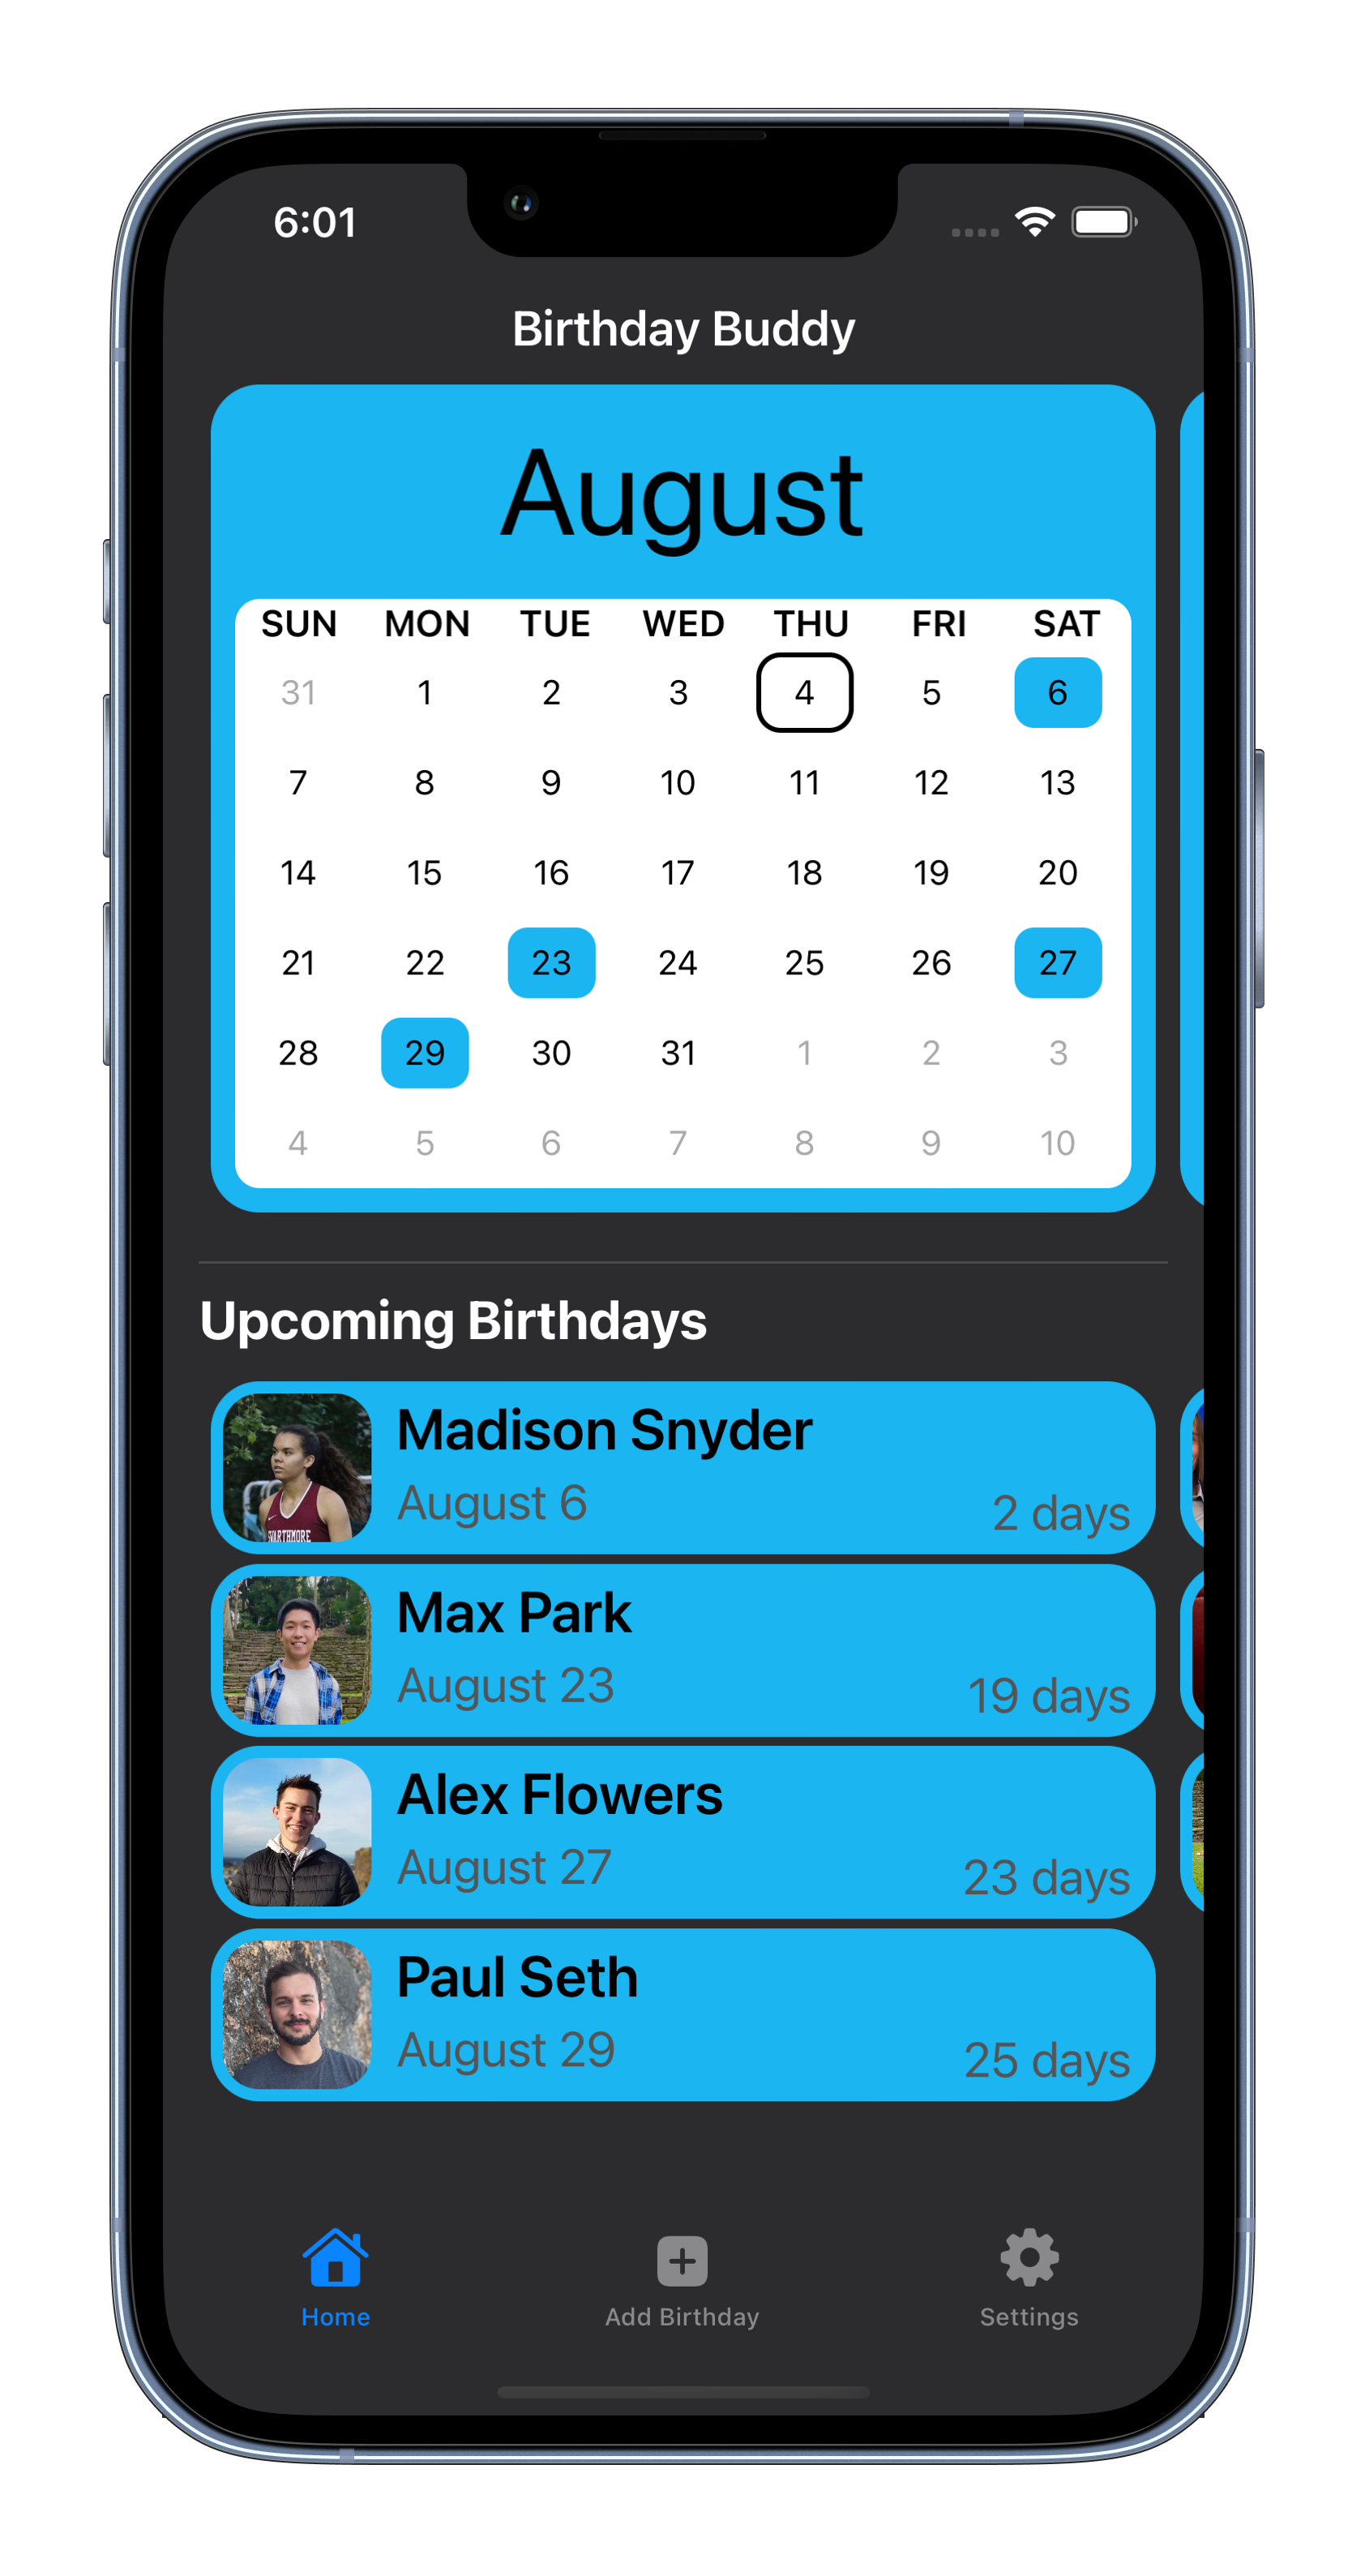 6:01
Birthday Buddy
August
SUN MON TUE WED THU FRI SAT
31 1 2 3 4 5 6
7 8 9 10 11 12 13
14 15 16 17 18 19 20
21 22 23 24 25 26 27
28 29 30 31 1 2 3
4 5 6 7 8 9 10
Upcoming Birthdays
Madison Snyder
August 6 2 days
Max Park
August 23 19 days
Alex Flowers
August 27 23 days
Paul Seth
August 29 25 days
Home Add Birthday Settings